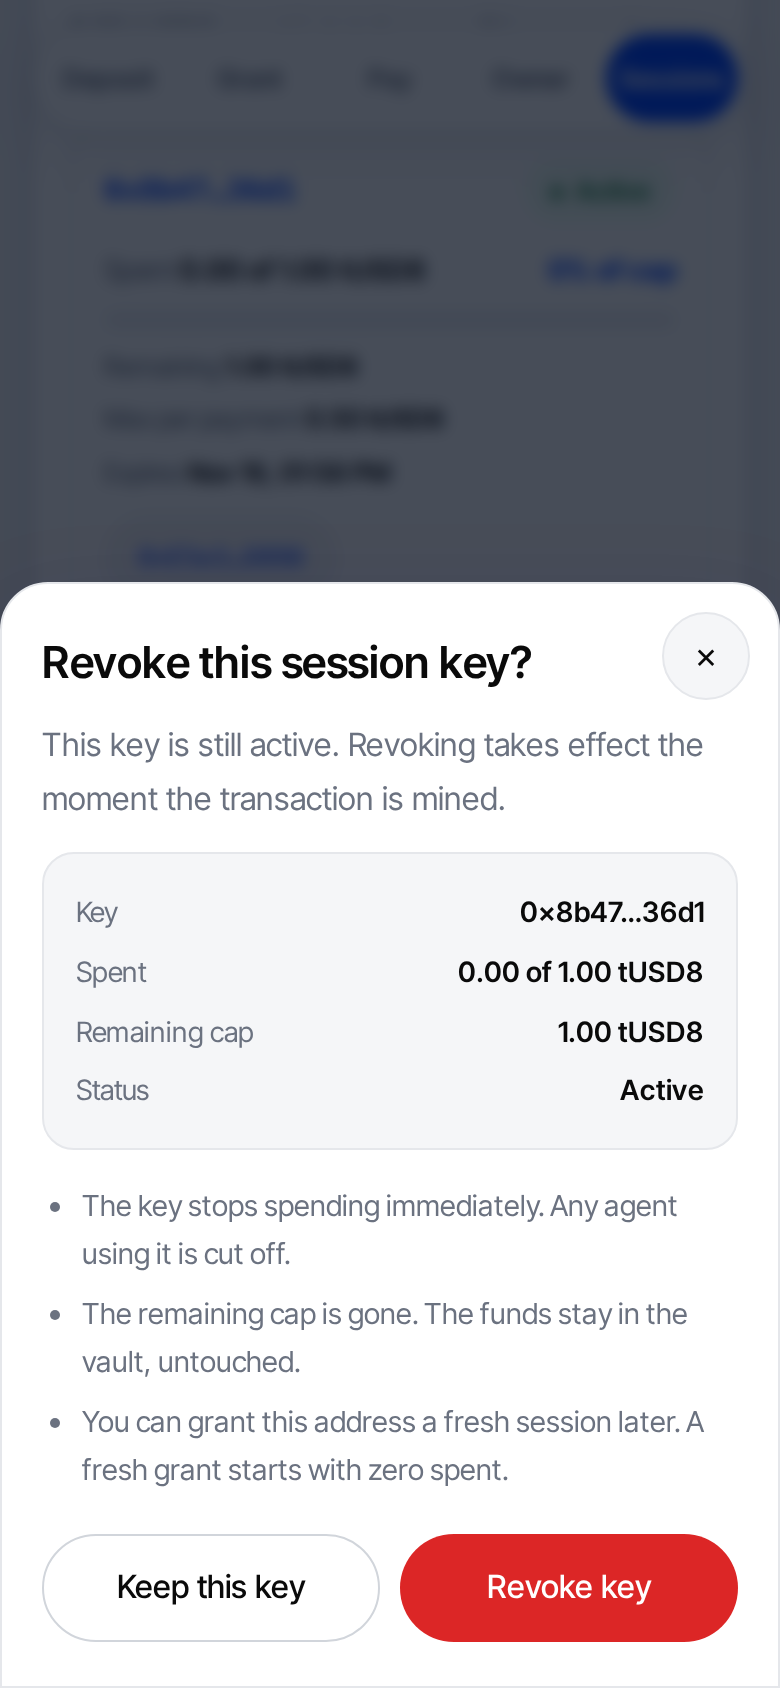 Revoke this session key?
×
This key is still active. Revoking takes effect the
moment the transaction is mined.
Key 0×8b47...36d1
Spent 0.00 of 1.00 tUSD8
Remaining cap 1.00 tUSD8
Status Active
• The key stops spending immediately. Any agent
using it is cut off.
• The remaining cap is gone. The funds stay in the
vault, untouched.
• You can grant this address a fresh session later. A
fresh grant starts with zero spent.
Keep this key Revoke key